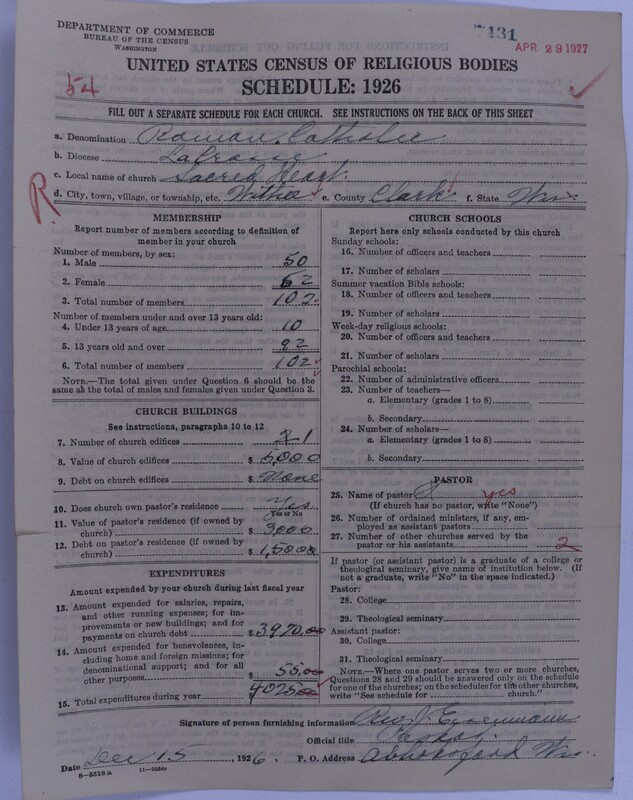 DEPARTMENT OF COMMERCE
BUREAU OF THE CENSUS
WASHINGTON
7131
APR 29 1927
UNITED STATES CENSUS OF RELIGIOUS BODIES
54
SCHEDULE: 1926
FILL OUT A SEPARATE SCHEDULE FOR EACH CHURCH. SEE INSTRUCTIONS ON THE BACK OF THIS SHEET
a. Denomination Roman Catholic
b. Diocese LaCrosse
c. Local name of church Sacred Heart
R
d. City, town, village, or township, etc. Withee e. County Clark f. State Wis.
MEMBERSHIP
Report number of members according to definition of member in your church
Number of members, by sex:
1. Male 50
2. Female 52
3. Total number of members 102
Number of members under and over 13 years old:
4. Under 13 years of age 10
5. 13 years old and over 92
6. Total number of members 102
NOTE.—The total given under Question 6 should be
the same as the total of males and females given under Question 3.
CHURCH BUILDINGS
See instructions, paragraphs 10 to 12
7. Number of church edifices 1
8. Value of church edifices $ 5,000
9. Debt on church edifices $ None
10. Does church own pastor's residence Yes.
Yes or No
11. Value of pastor's residence (if owned by
church) $ 3000
12. Debt on pastor's residence (if owned by
church) $ 1,500
EXPENDITURES
Amount expended by your church during last fiscal year
13. Amount expended for salaries, repairs,
and other running expenses; for im-
provements or new buildings; and for
payments on church debt $ 3970.00
14. Amount expended for benevolences, in-
cluding home and foreign missions; for
denominational support; and for all
other purposes $ 55.00
15. Total expenditures during year $ 4025.00
CHURCH SCHOOLS
Report here only schools conducted by this church
Sunday schools:
16. Number of officers and teachers
17. Number of scholars
Summer vacation Bible schools:
18. Number of officers and teachers
19. Number of scholars
Week-day religious schools:
20. Number of officers and teachers
21. Number of scholars
Parochial schools:
22. Number of administrative officers
23. Number of teachers—
a. Elementary (grades 1 to 8)
b. Secondary
24. Number of scholars—
a. Elementary (grades 1 to 8)
b. Secondary
PASTOR
25. Name of pastor yes
(If church has no pastor, write "None")
26. Number of ordained ministers, if any, em-
ployed as assistant pastors
27. Number of other churches served by the
pastor or his assistants 2
If pastor (or assistant pastor) is a graduate of a college or
theological seminary, give name of institution below. (If
not a graduate, write "No" in the space indicated.)
Pastor:
28. College
29. Theological seminary
Assistant pastor:
30. College
31. Theological seminary
NOTE.—Where one pastor serves two or more churches,
Questions 28 and 29 should be answered only on the schedule
for one of the churches; on the schedules for the other churches,
write "See schedule for church."
Signature of person furnishing information Rev.
Official title Pastor.
Date Dec 15, 1926. P. O. Address Abbotsford Wis.
8-5518a 11-9054a